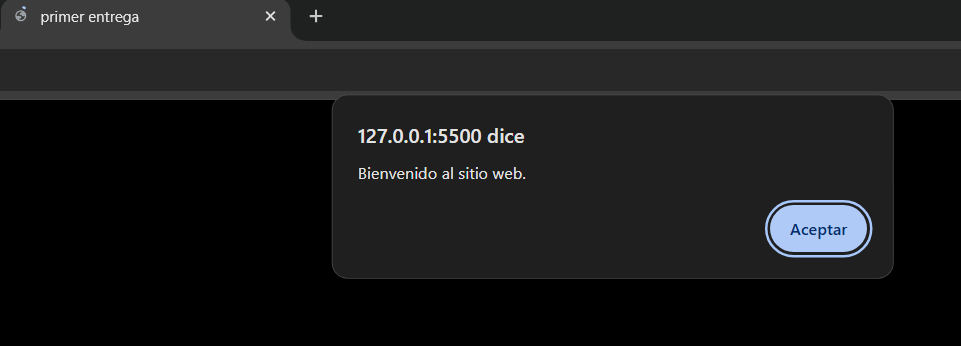 primer entrega
127.0.0.1:5500 dice
Bienvenido al sitio web.
Aceptar